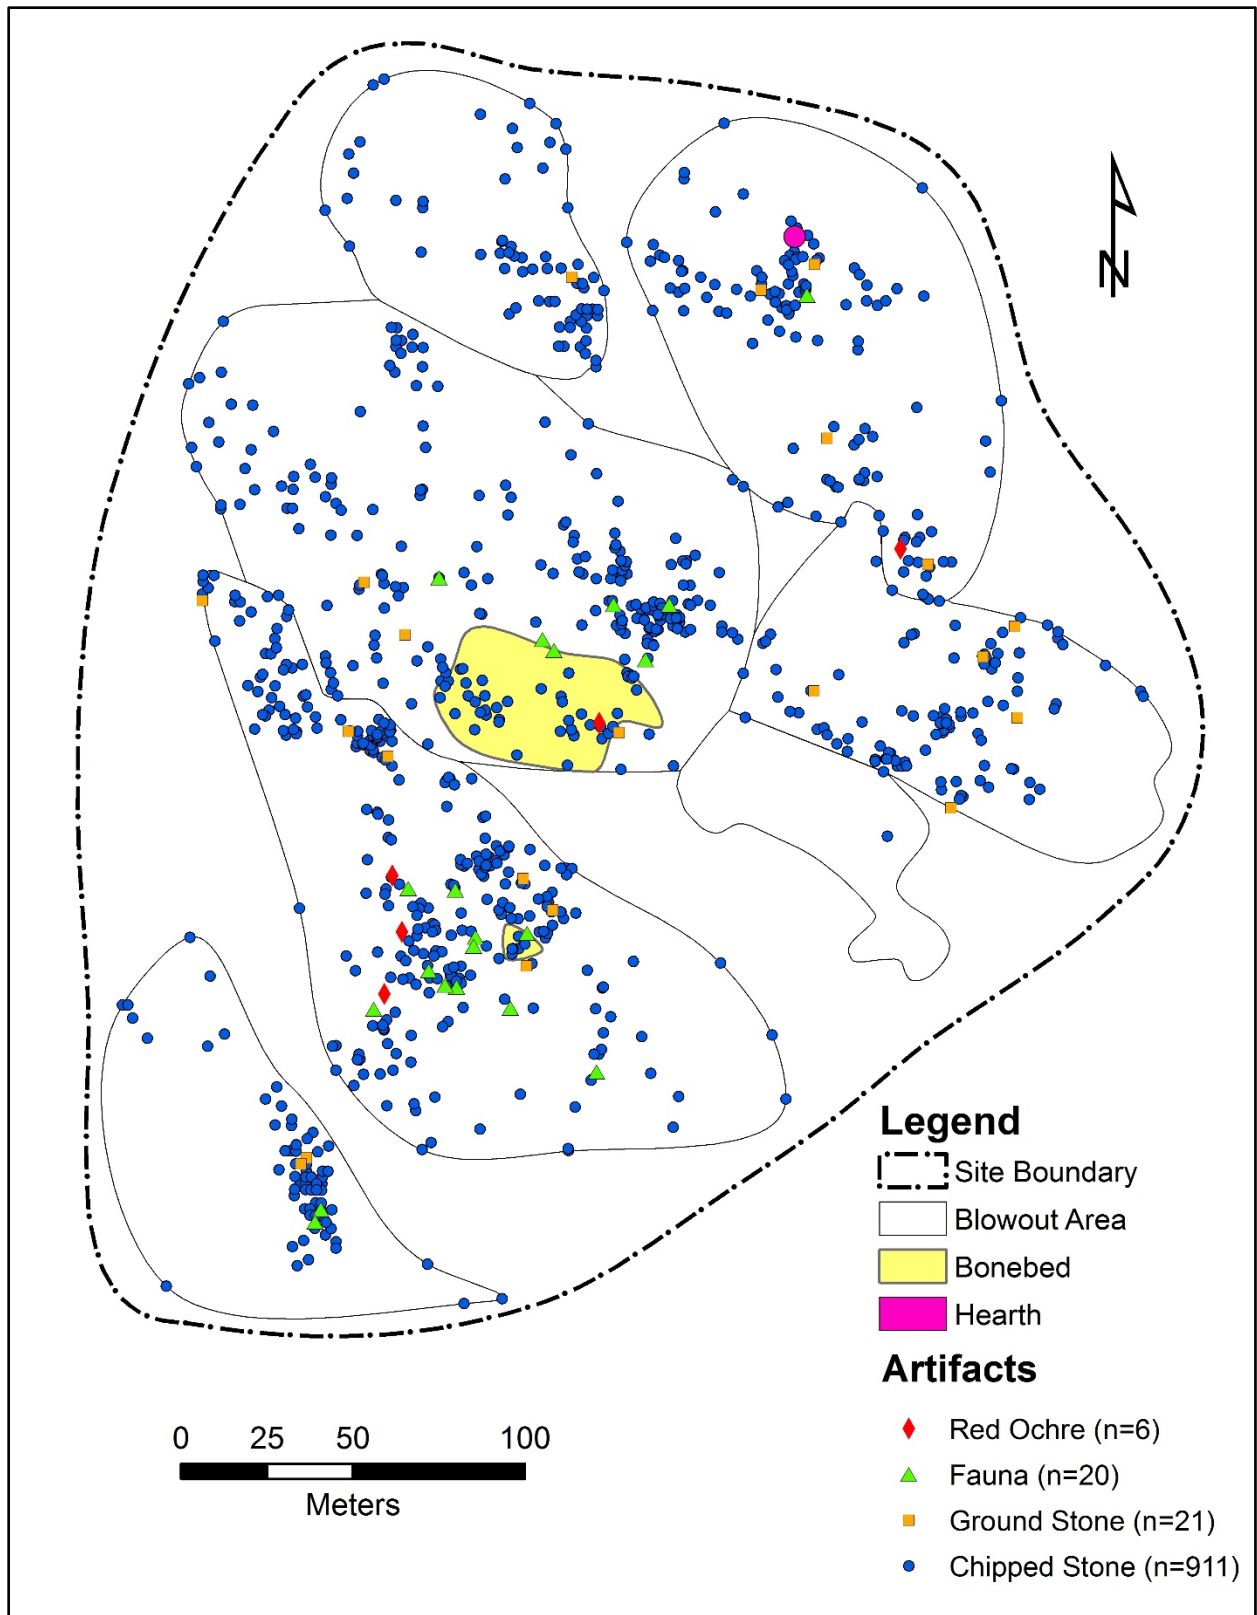 N
Legend
Site Boundary
Blowout Area
Bonebed
Hearth
Artifacts
Red Ochre (n=6)
Fauna (n=20)
Ground Stone (n=21)
Chipped Stone (n=911)
0 25 50 100
Meters